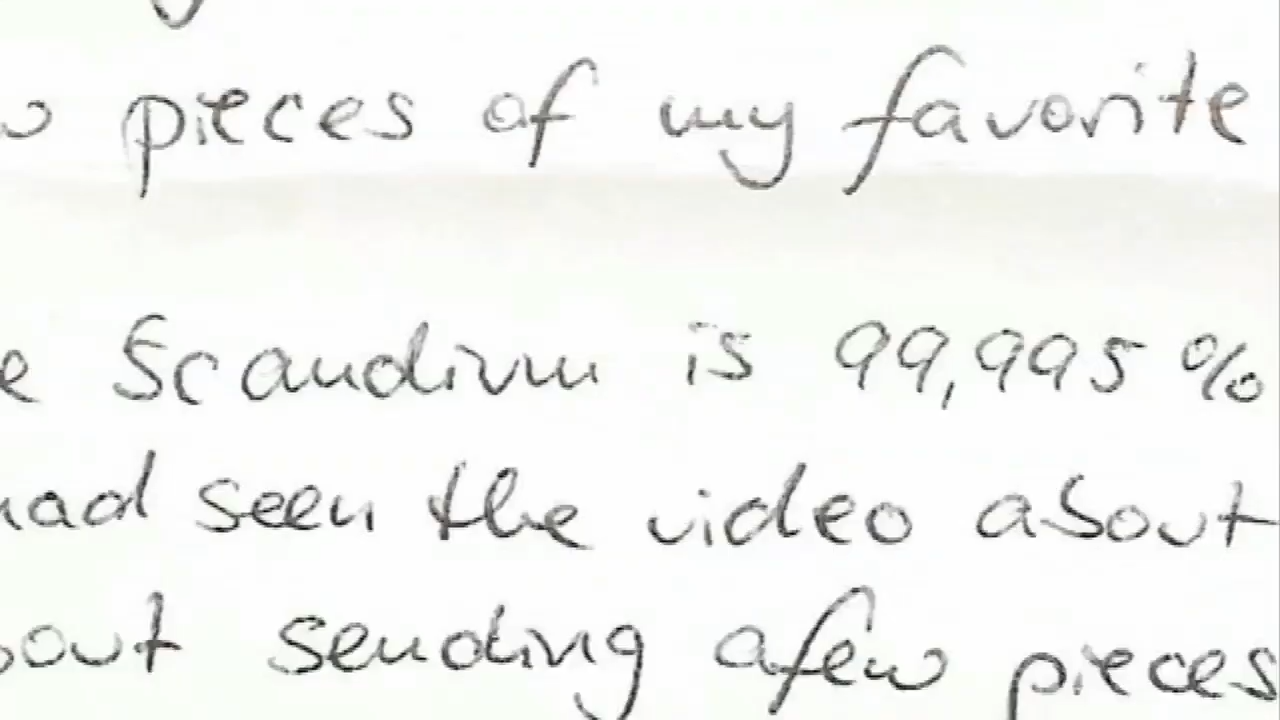 pieces of my favorite
Scandium is 99,995%
had seen the video about
sending afew pieces